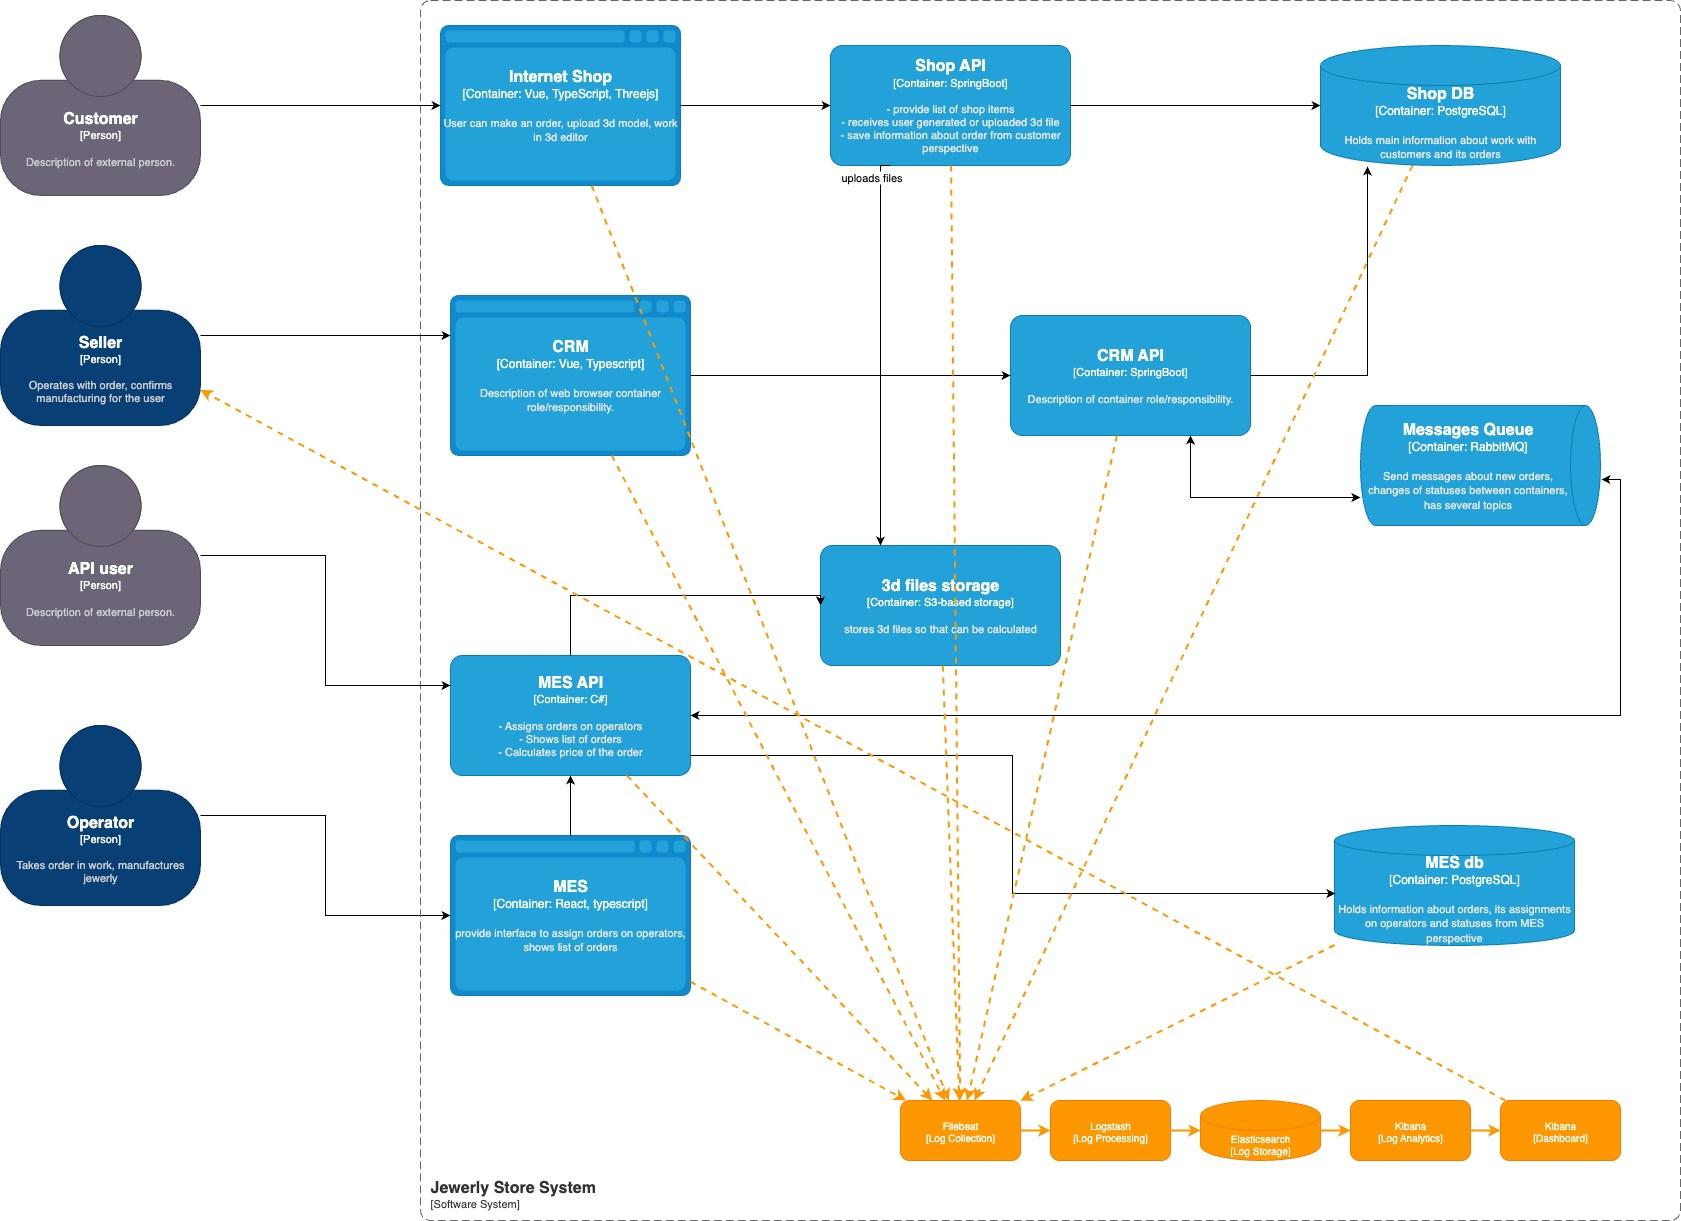 Customer
[Person]
Description of external person.
Internet Shop
[Container: Vue, TypeScript, Threejs]
User can make an order, upload 3d model, work
in 3d editor
Shop API
[Container: SpringBoot]
- provide list of shop items
- receives user generated or uploaded 3d file
- save information about order from customer
perspective
Shop DB
[Container: PostgreSQL]
Holds main information about work with
customers and its orders
uploads files
Seller
[Person]
Operates with order, confirms
manufacturing for the user
CRM
[Container: Vue, Typescript]
Description of web browser container
role/responsibility.
CRM API
[Container: SpringBoot]
Description of container role/responsibility.
Messages Queue
[Container: RabbitMQ]
Send messages about new orders,
changes of statuses between containers,
has several topics
API user
[Person]
Description of external person.
3d files storage
[Container: S3-based storage]
stores 3d files so that can be calculated
MES API
[Container: C#]
- Assigns orders on operators
- Shows list of orders
- Calculates price of the order
Operator
[Person]
Takes order in work, manufactures
jewerly
MES
[Container: React, typescript]
provide interface to assign orders on operators,
shows list of orders
MES db
[Container: PostgreSQL]
Holds information about orders, its assignments
on operators and statuses from MES
perspective
Filebeat
[Log Collection]
Logstash
[Log Processing]
Elasticsearch
[Log Storage]
Kibana
[Log Analytics]
Kibana
[Dashboard]
Jewerly Store System
[Software System]